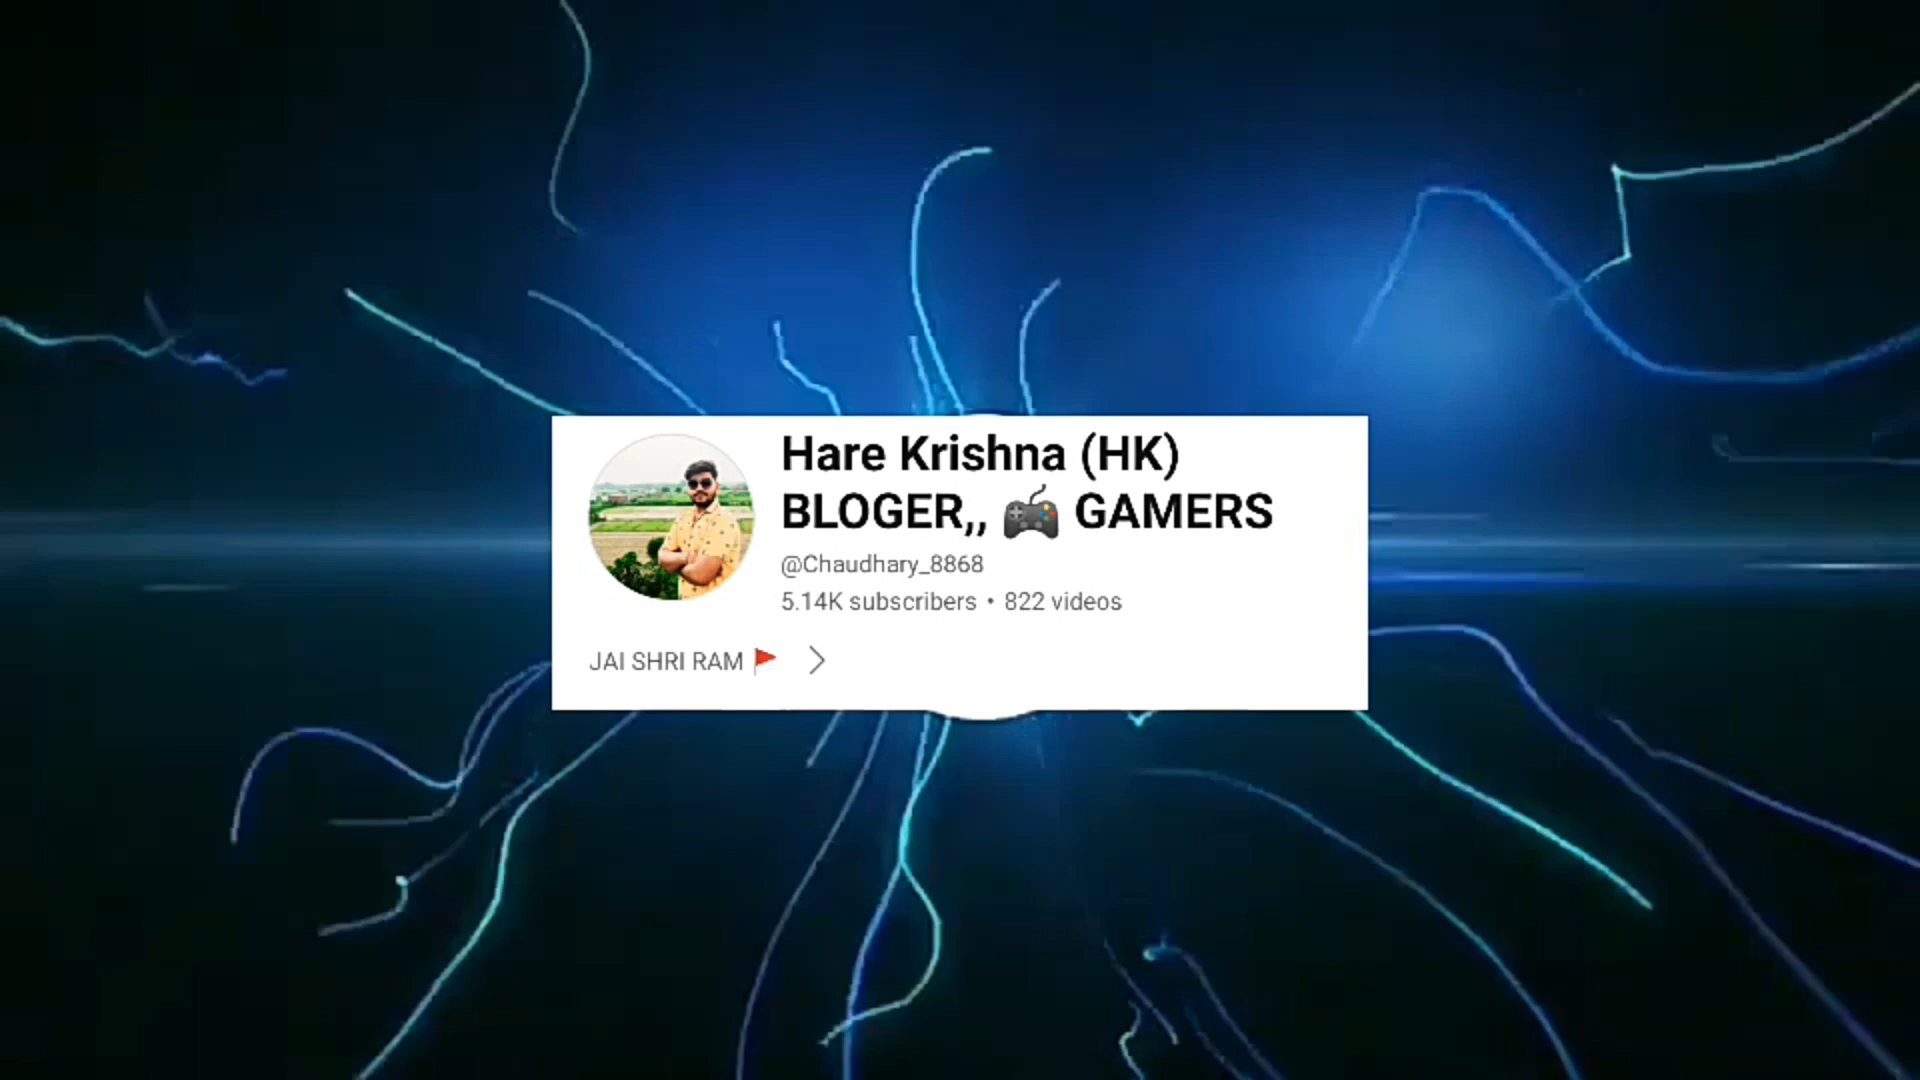 Hare Krishna (HK)
BLOGER,, 🎮 GAMERS
@Chaudhary_8868
5.14K subscribers • 822 videos
JAI SHRI RAM 🚩